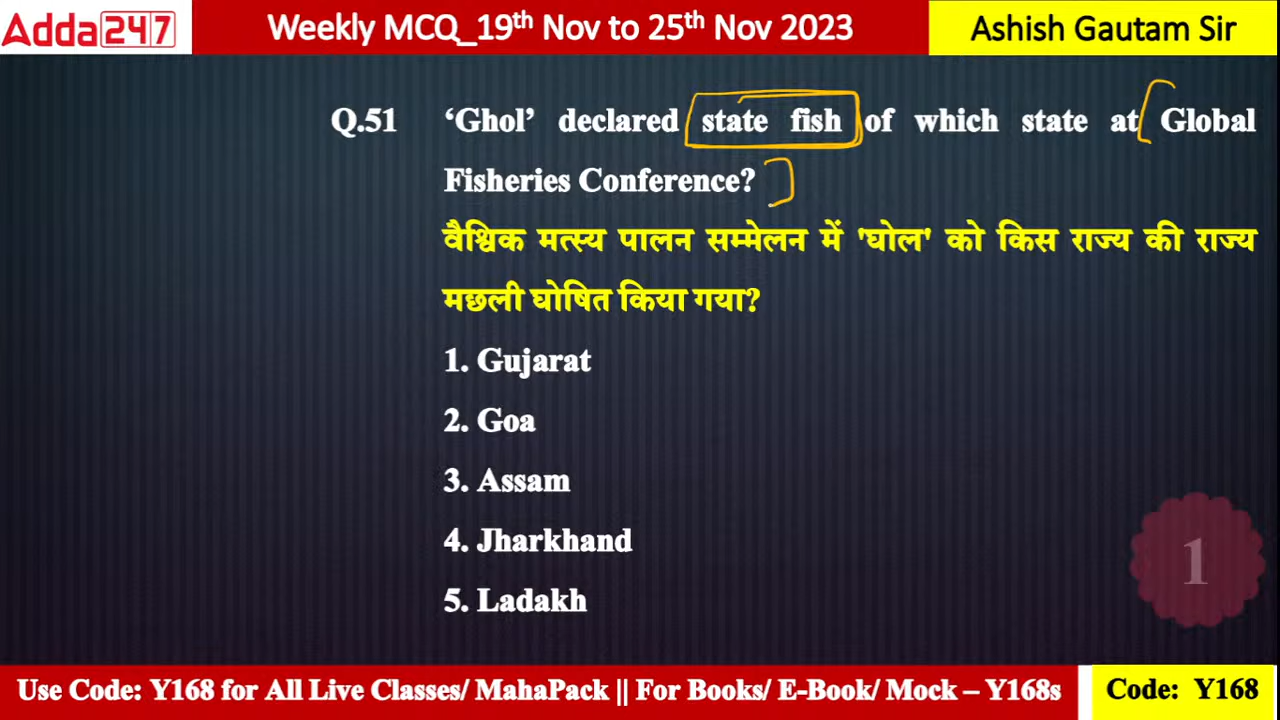 Adda247
Weekly MCQ_19th Nov to 25th Nov 2023
Ashish Gautam Sir
Q.51 ‘Ghol’ declared state fish of which state at Global
Fisheries Conference?
वैश्विक मत्स्य पालन सम्मेलन में 'घोल' को किस राज्य की राज्य
मछली घोषित किया गया?
1. Gujarat
2. Goa
3. Assam
4. Jharkhand
5. Ladakh
1
Use Code: Y168 for All Live Classes/ MahaPack || For Books/ E-Book/ Mock – Y168s
Code: Y168